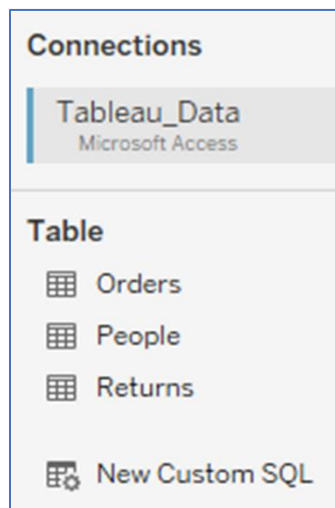 Connections
Tableau_Data
Microsoft Access
Table
Orders
People
Returns
New Custom SQL